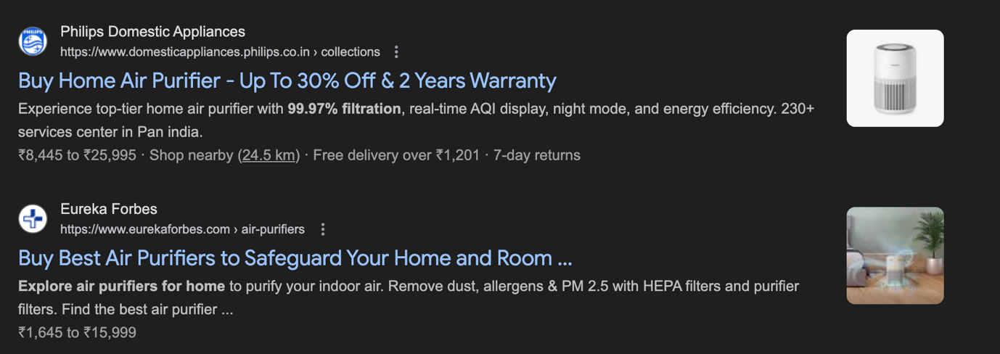 Philips Domestic Appliances
https://www.domesticappliances.philips.co.in › collections
Buy Home Air Purifier - Up To 30% Off & 2 Years Warranty
Experience top-tier home air purifier with 99.97% filtration, real-time AQI display, night mode, and energy efficiency. 230+
services center in Pan india.
₹8,445 to ₹25,995 · Shop nearby (24.5 km) · Free delivery over ₹1,201 · 7-day returns
Eureka Forbes
https://www.eurekaforbes.com › air-purifiers
Buy Best Air Purifiers to Safeguard Your Home and Room ...
Explore air purifiers for home to purify your indoor air. Remove dust, allergens & PM 2.5 with HEPA filters and purifier
filters. Find the best air purifier ...
₹1,645 to ₹15,999